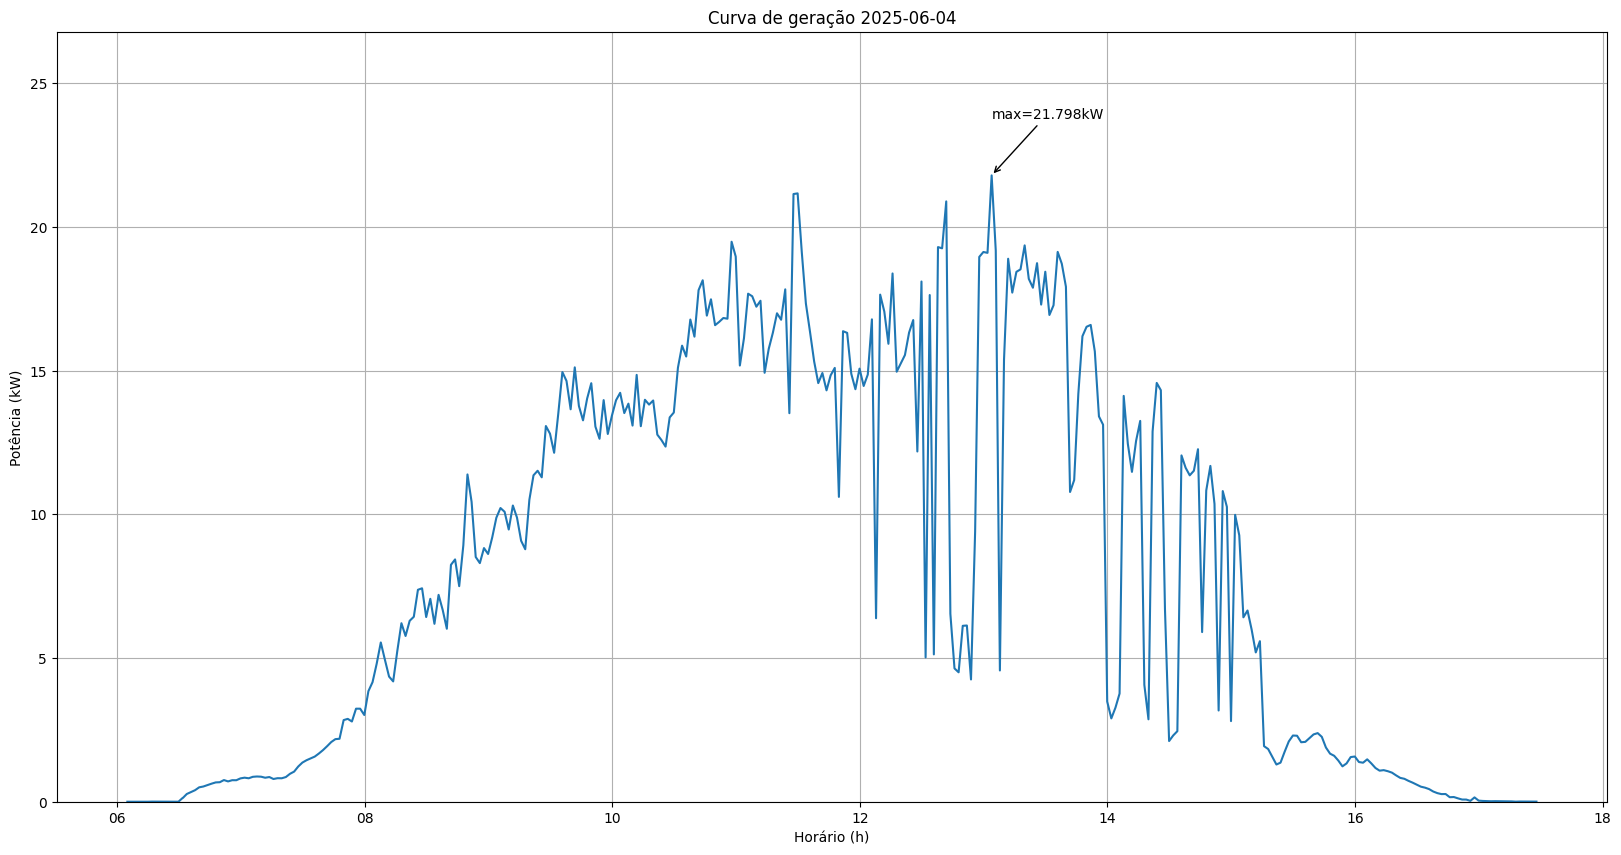 Curva de geração 2025-06-04
25
max=21.798kW
20
15
Potência (kW)
10
5
0
06 08 10 12 14 16 18
Horário (h)